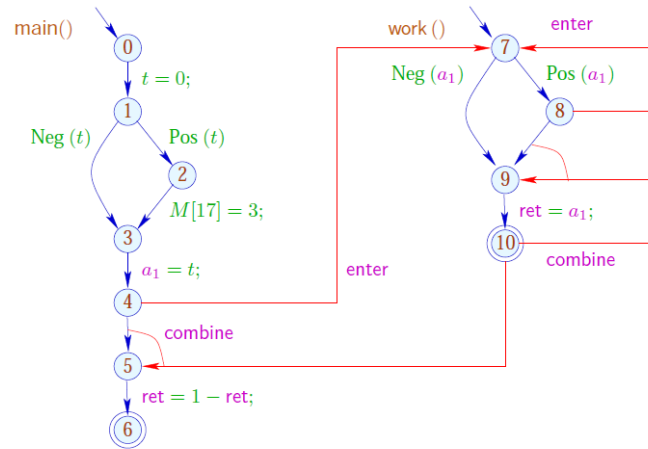 main()
0
t = 0;
1
Neg (t)
Pos (t)
2
M[17] = 3;
3
a₁ = t;
4
combine
5
ret = 1 − ret;
6
enter
work ()
7
enter
Neg (a₁)
Pos (a₁)
8
9
ret = a₁;
10
combine